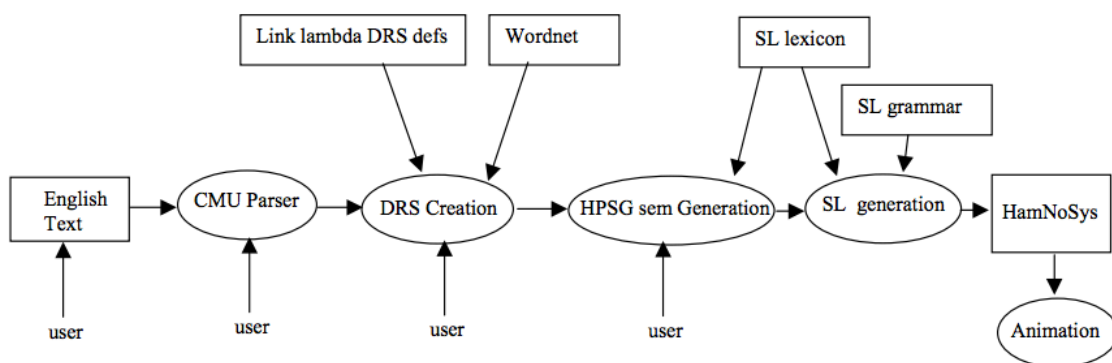 Link lambda DRS defs
Wordnet
SL lexicon
SL grammar
English
Text
CMU Parser
DRS Creation
HPSG sem Generation
SL generation
HamNoSys
user
user
user
user
Animation